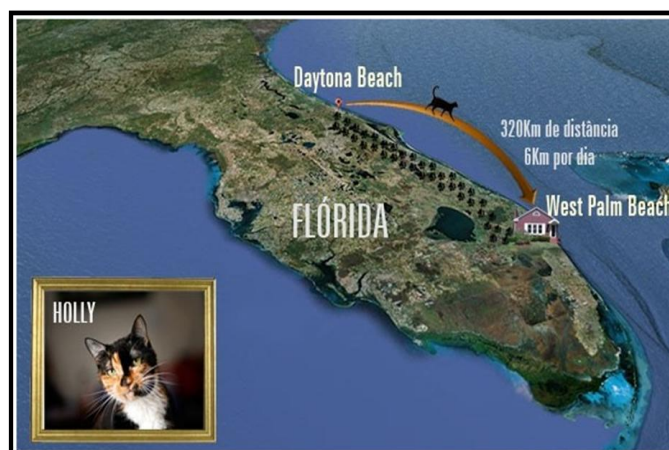 Daytona Beach
320Km de distância
6Km por dia
West Palm Beach
FLÓRIDA
HOLLY